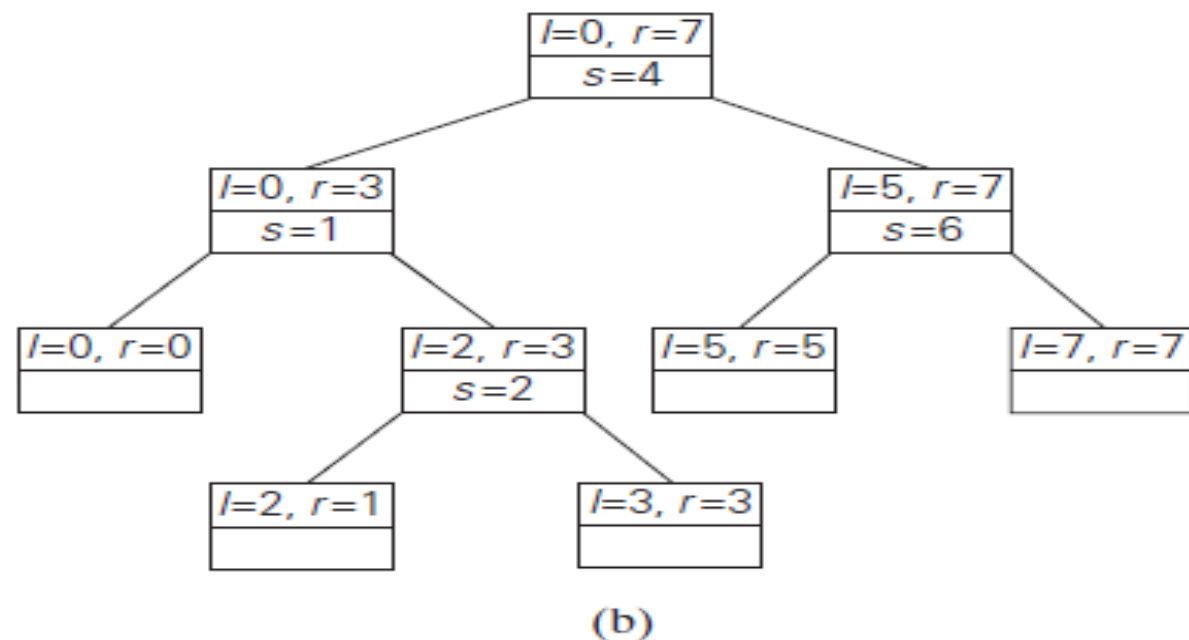 l=0, r=7
s=4
l=0, r=3
s=1
l=5, r=7
s=6
l=0, r=0
l=2, r=3
s=2
l=5, r=5
l=7, r=7
l=2, r=1
l=3, r=3
(b)